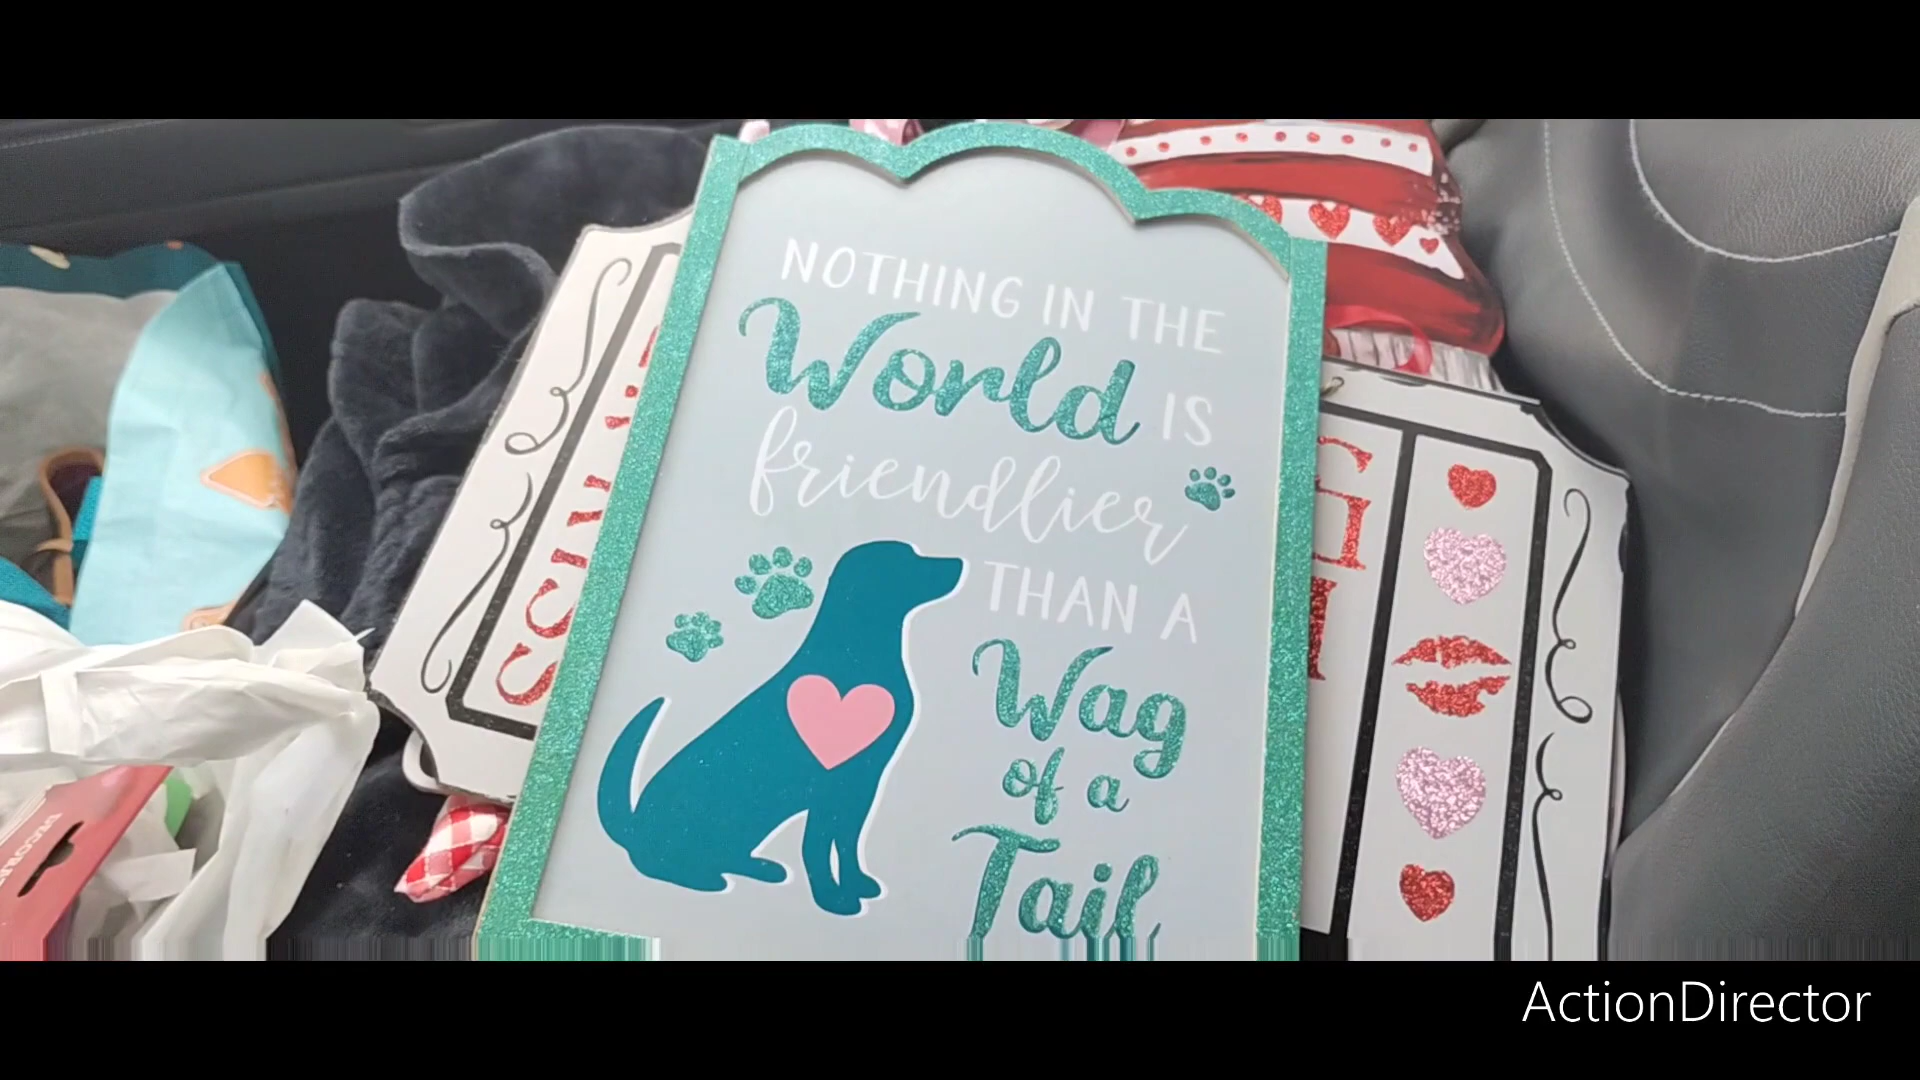 NOTHING IN THE
World IS
friendlier
THAN A
Wag
of a
Tail
ActionDirector